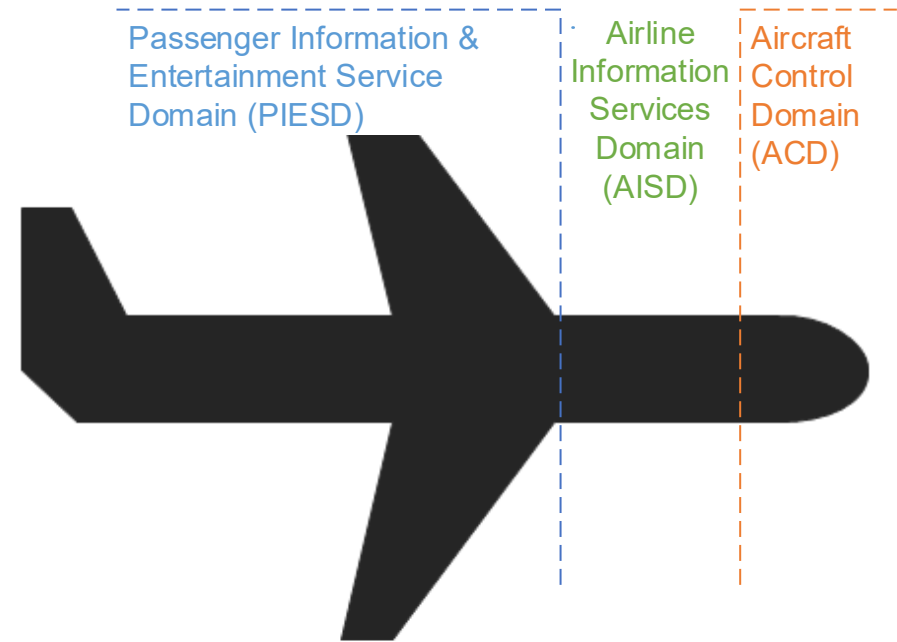 Passenger Information &
Entertainment Service
Domain (PIESD)
Airline
Information
Services
Domain
(AISD)
Aircraft
Control
Domain
(ACD)